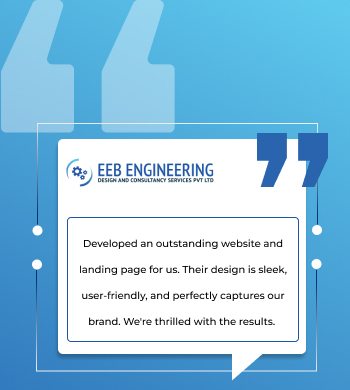 EEB ENGINEERING
DESIGN AND CONSULTANCY SERVICES PVT LTD
Developed an outstanding website and
landing page for us. Their design is sleek,
user-friendly, and perfectly captures our
brand. We're thrilled with the results.